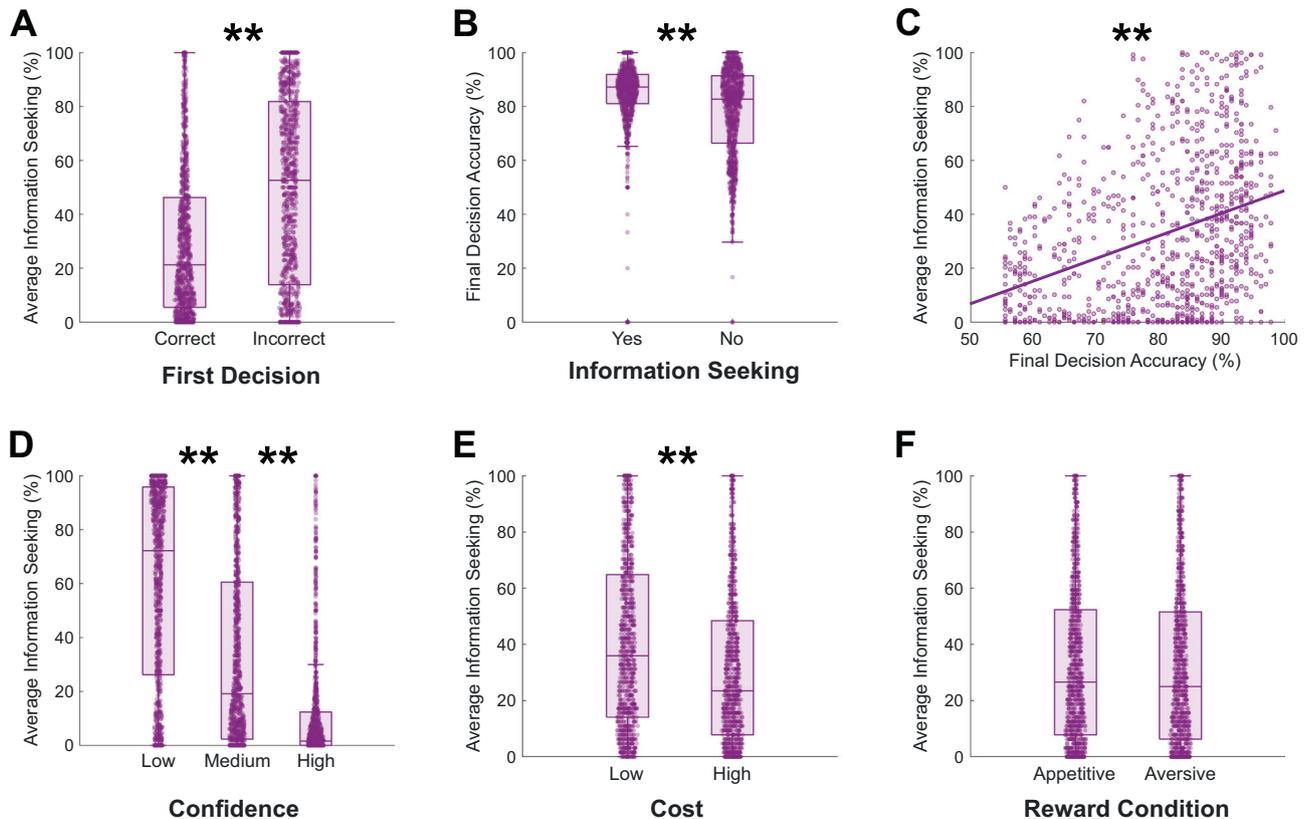 A
**
Average Information Seeking (%)
100
80
60
40
20
0
Correct Incorrect
First Decision
B
**
Final Decision Accuracy (%)
100
80
60
40
20
0
Yes No
Information Seeking
C
**
Average Information Seeking (%)
100
80
60
40
20
0
50 60 70 80 90 100
Final Decision Accuracy (%)
D
** **
Average Information Seeking (%)
100
80
60
40
20
0
Low Medium High
Confidence
E
**
Average Information Seeking (%)
100
80
60
40
20
0
Low High
Cost
F
Average Information Seeking (%)
100
80
60
40
20
0
Appetitive Aversive
Reward Condition